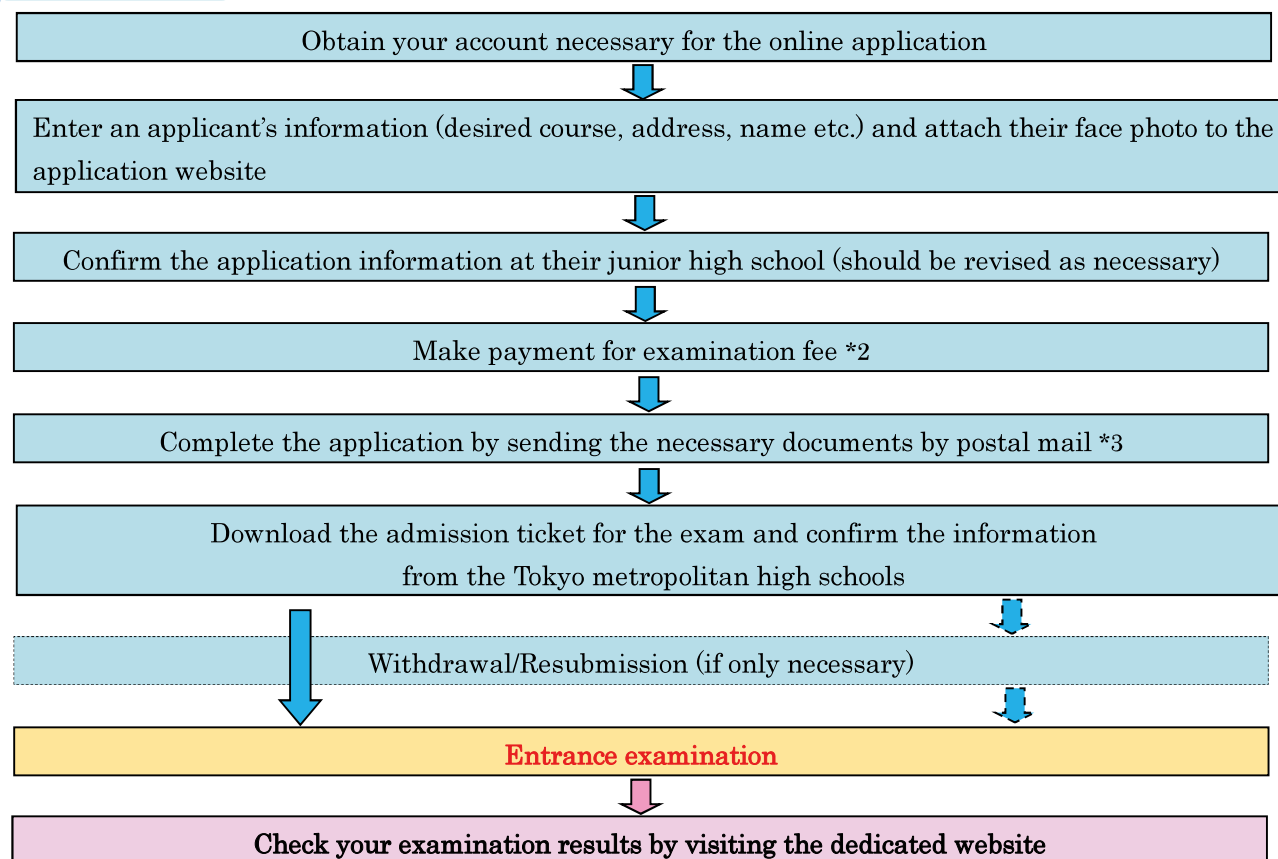 Obtain your account necessary for the online application
Enter an applicant’s information (desired course, address, name etc.) and attach their face photo to the
application website
Confirm the application information at their junior high school (should be revised as necessary)
Make payment for examination fee *2
Complete the application by sending the necessary documents by postal mail *3
Download the admission ticket for the exam and confirm the information
from the Tokyo metropolitan high schools
Withdrawal/Resubmission (if only necessary)
Entrance examination
Check your examination results by visiting the dedicated website